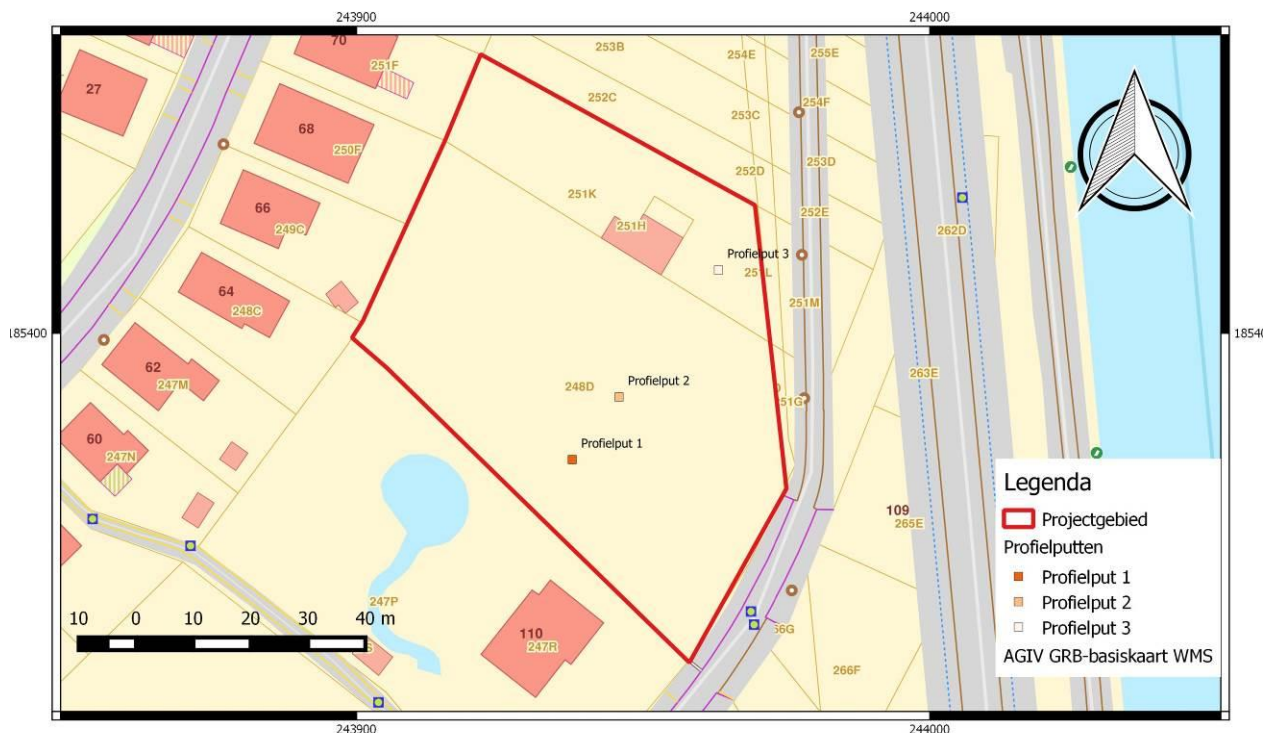 243900
244000
70
251F
253B
254E
255E
27
252C
254F
253C
68
250F
253D
252D
251K
66
252E
249C
251H
262D
Profielput 3
251L
64
248C
251M
185400
62
247M
263E
248D
Profielput 2
251G
60
247N
Profielput 1
Legenda
109
265E
Projectgebied
Profielputten
Profielput 1
Profielput 2
Profielput 3
AGIV GRB-basiskaart WMS
247P
10 0 10 20 30 40 m
110
247R
266F
243900
244000